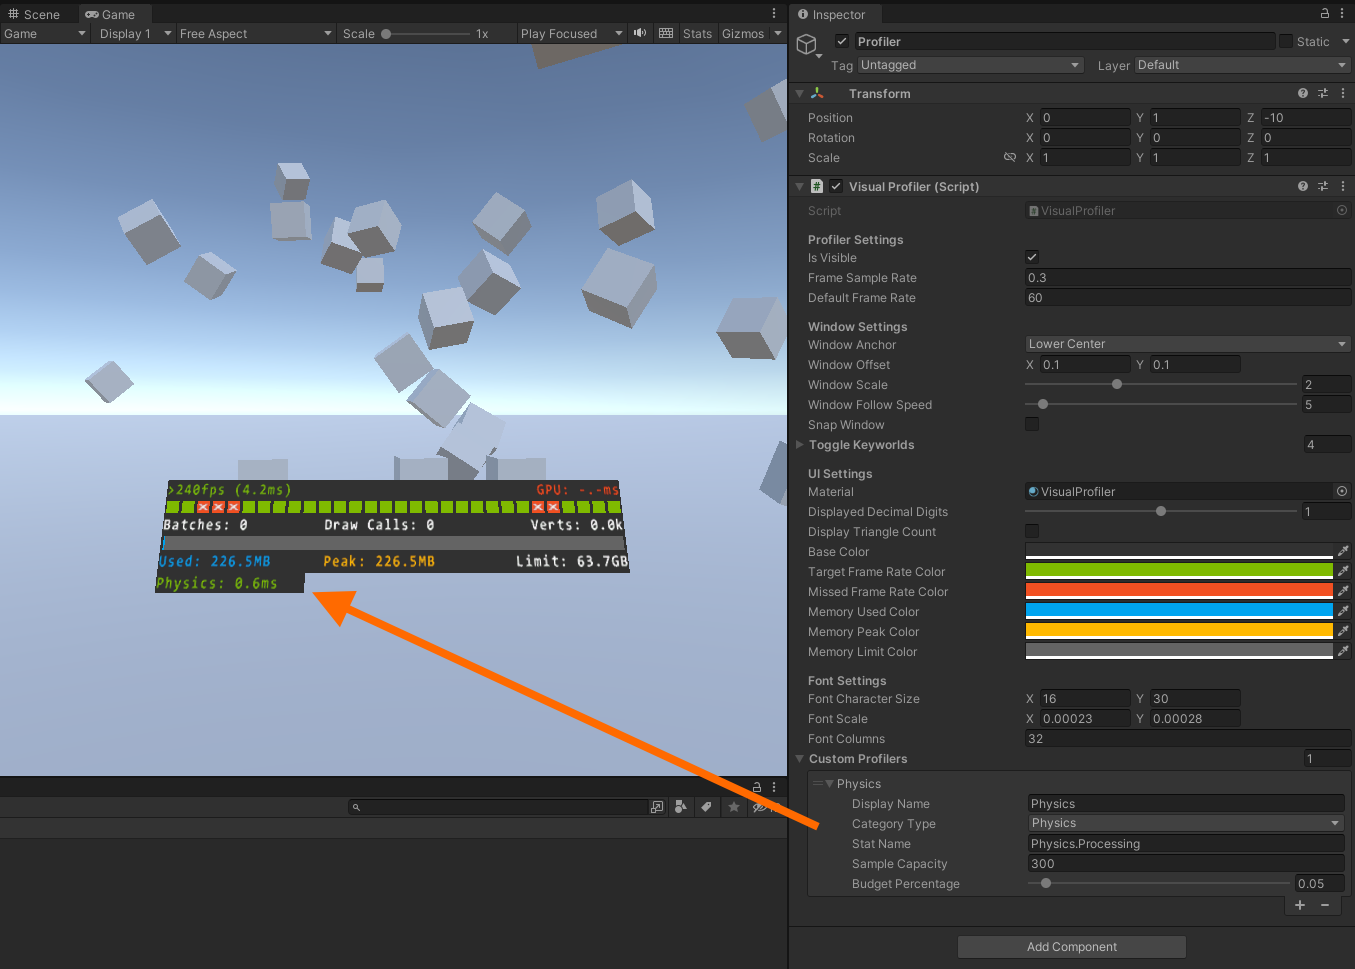 Scene Game
Game Display 1 Free Aspect Scale 1x Play Focused Stats Gizmos
>240fps (4.2ms) GPU: -.-ms
Batches: 0 Draw Calls: 0 Verts: 0.0k
Used: 226.5MB Peak: 226.5MB Limit: 63.7GB
Physics: 0.6ms
Inspector
Profiler Static
Tag Untagged Layer Default
Transform
Position X 0 Y 1 Z -10
Rotation X 0 Y 0 Z 0
Scale X 1 Y 1 Z 1
# Visual Profiler (Script)
Script VisualProfiler
Profiler Settings
Is Visible
Frame Sample Rate 0.3
Default Frame Rate 60
Window Settings
Window Anchor Lower Center
Window Offset X 0.1 Y 0.1
Window Scale 2
Window Follow Speed 5
Snap Window
Toggle Keyworlds 4
UI Settings
Material VisualProfiler
Displayed Decimal Digits 1
Display Triangle Count
Base Color
Target Frame Rate Color
Missed Frame Rate Color
Memory Used Color
Memory Peak Color
Memory Limit Color
Font Settings
Font Character Size X 16 Y 30
Font Scale X 0.00023 Y 0.00028
Font Columns 32
Custom Profilers 1
Physics
Display Name Physics
Category Type Physics
Stat Name Physics.Processing
Sample Capacity 300
Budget Percentage 0.05
+ −
Add Component